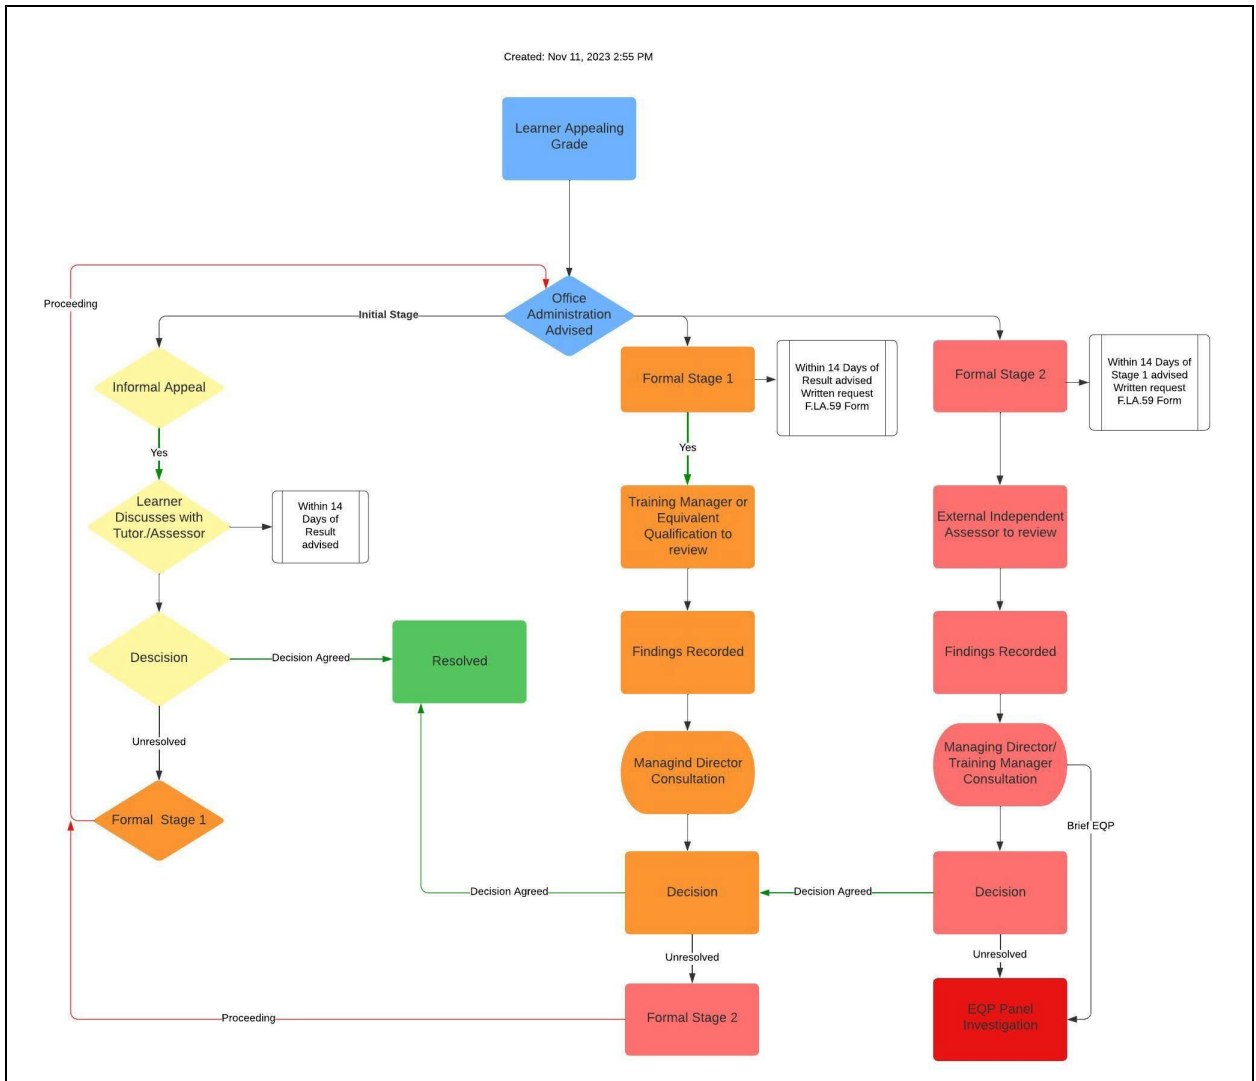 Created: Nov 11, 2023 2:55 PM
Learner Appealing
Grade
Proceeding
Initial Stage
Office
Administration
Advised
Informal Appeal
Formal Stage 1
Within 14 Days of
Result advised
Written request
F.LA.59 Form
Formal Stage 2
Within 14 Days of
Stage 1 advised
Written request
F.LA.59 Form
Yes
Yes
Learner
Discusses with
Tutor./Assessor
Within 14
Days of
Result
advised
Training Manager or
Equivalent
Qualification to
review
External Independent
Assessor to review
Descision
Decision Agreed
Resolved
Findings Recorded
Findings Recorded
Unresolved
Managind Director
Consultation
Managing Director/
Training Manager
Consultation
Formal Stage 1
Brief EQP
Decision Agreed
Decision
Decision Agreed
Decision
Unresolved
Unresolved
Proceeding
Formal Stage 2
EQP Panel
Investigation